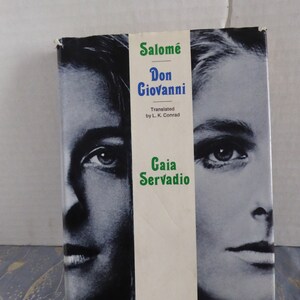 Salomé
Don
Giovanni
Translated
by L. K. Conrad
Gaia
Servadio